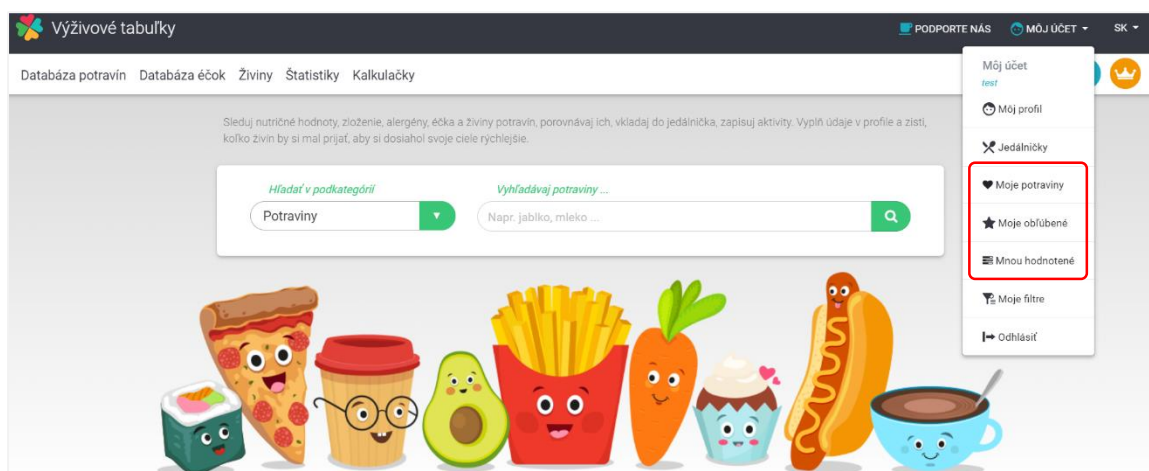 Výživové tabuľky
PODPORTE NÁS
MÔJ ÚČET
SK
Databáza potravín Databáza éčok Živiny Štatistiky Kalkulačky
Môj účet
test
Môj profil
Jedálničky
Moje potraviny
Moje obľúbené
Mnou hodnotené
Moje filtre
Odhlásiť
Sleduj nutričné hodnoty, zloženie, alergény, éčka a živiny potravín, porovnávaj ich, vkladaj do jedálnička, zapisuj aktivity. Vyplň údaje v profile a zisti,
koľko živín by si mal prijať, aby si dosiahol svoje ciele rýchlejšie.
Hľadať v podkategórií
Vyhľadávaj potraviny ...
Potraviny
Napr. jablko, mleko ...